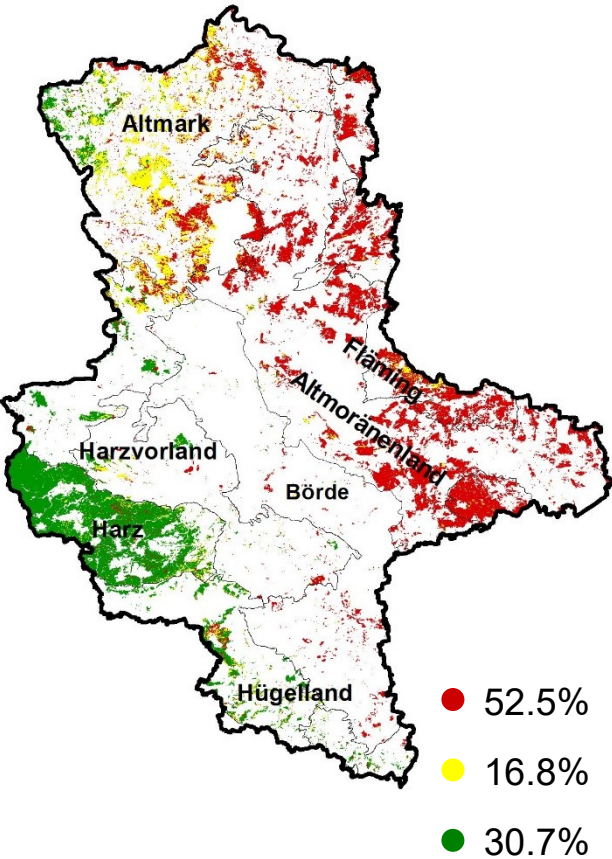 Altmark
Fläming
Altmoränenland
Harzvorland
Börde
Harz
Hügelland
52.5%
16.8%
30.7%